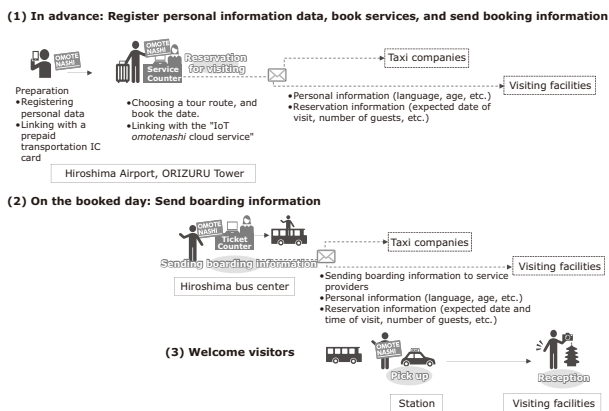 (1) In advance: Register personal information data, book services, and send booking information
OMOTE
NASHI
OMOTE
NASHI
Service
Counter
Reservation
for visiting
Taxi companies
Visiting facilities
Preparation
•Registering
personal data
•Linking with a
prepaid
transportation IC
card
•Choosing a tour route, and
book the date.
•Linking with the "IoT
omotenashi cloud service"
•Personal information (language, age, etc.)
•Reservation information (expected date of
visit, number of guests, etc.)
Hiroshima Airport, ORIZURU Tower
(2) On the booked day: Send boarding information
OMOTE
NASHI
Ticket
Counter
Sending boarding information
Taxi companies
Visiting facilities
Hiroshima bus center
•Sending boarding information to service
providers
•Personal information (language, age, etc.)
•Reservation information (expected date and
time of visit, number of guests, etc.)
(3) Welcome visitors
OMOTE
NASHI
Pick up
OMOTE
NASHI
Reception
Station
Visiting facilities